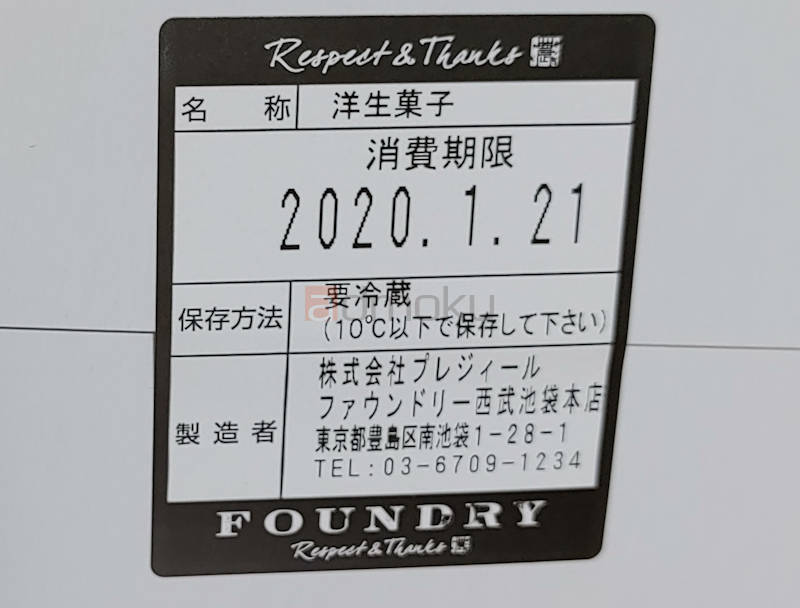 Respect & Thanks
名称 洋生菓子
消費期限
2020.1.21
保存方法 要冷蔵
(10℃以下で保存して下さい)
製造者 株式会社プレジィール
ファウンドリー西武池袋本店
東京都豊島区南池袋1-28-1
TEL:03-6709-1234
FOUNDRY
Respect & Thanks